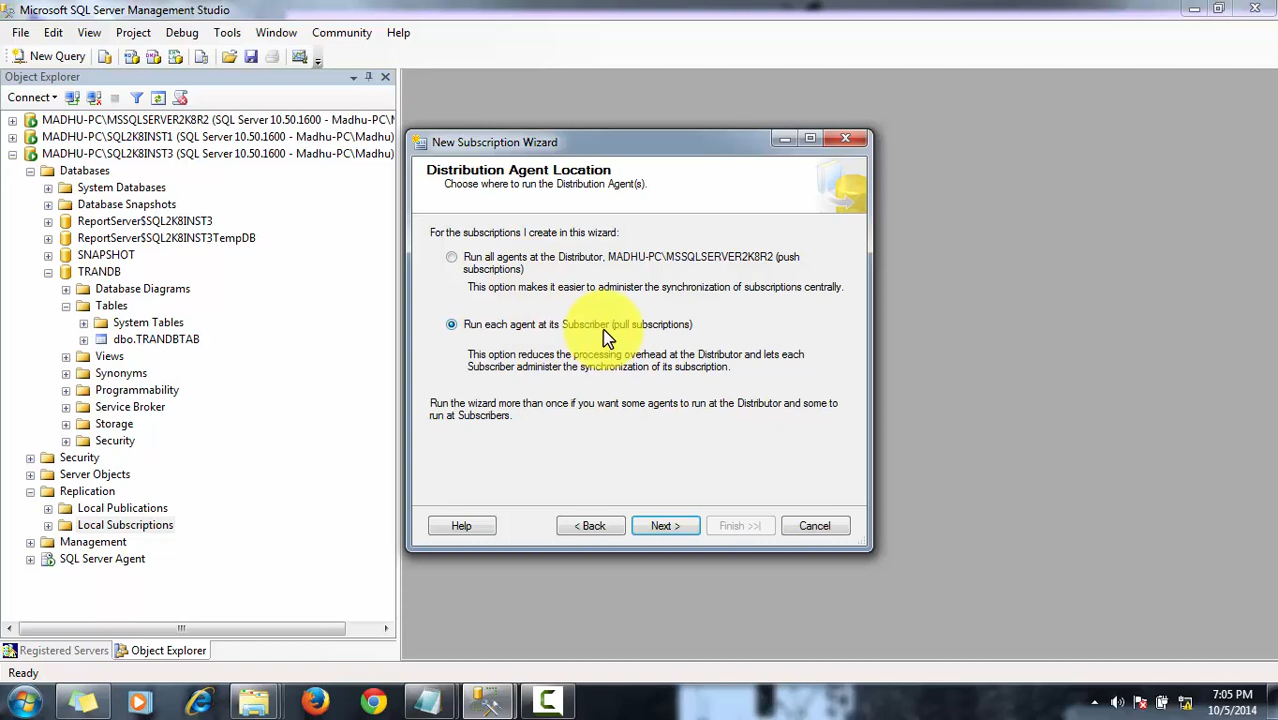 Microsoft SQL Server Management Studio
File Edit View Project Debug Tools Window Community Help
New Query
Object Explorer
Connect
MADHU-PC\MSSQLSERVER2K8R2 (SQL Server 10.50.1600 - Madhu-PC\M
MADHU-PC\SQL2K8INST1 (SQL Server 10.50.1600 - Madhu-PC\Madhu)
MADHU-PC\SQL2K8INST3 (SQL Server 10.50.1600 - Madhu-PC\Madhu)
Databases
System Databases
Database Snapshots
ReportServer$SQL2K8INST3
ReportServer$SQL2K8INST3TempDB
SNAPSHOT
TRANDB
Database Diagrams
Tables
System Tables
dbo.TRANDBTAB
Views
Synonyms
Programmability
Service Broker
Storage
Security
Security
Server Objects
Replication
Local Publications
Local Subscriptions
Management
SQL Server Agent
Registered Servers Object Explorer
Ready
New Subscription Wizard
Distribution Agent Location
Choose where to run the Distribution Agent(s).
For the subscriptions I create in this wizard:
Run all agents at the Distributor, MADHU-PC\MSSQLSERVER2K8R2 (push
subscriptions)
This option makes it easier to administer the synchronization of subscriptions centrally.
Run each agent at its Subscriber (pull subscriptions)
This option reduces the processing overhead at the Distributor and lets each
Subscriber administer the synchronization of its subscription.
Run the wizard more than once if you want some agents to run at the Distributor and some to
run at Subscribers.
Help < Back Next > Finish >>| Cancel
7:05 PM
10/5/2014